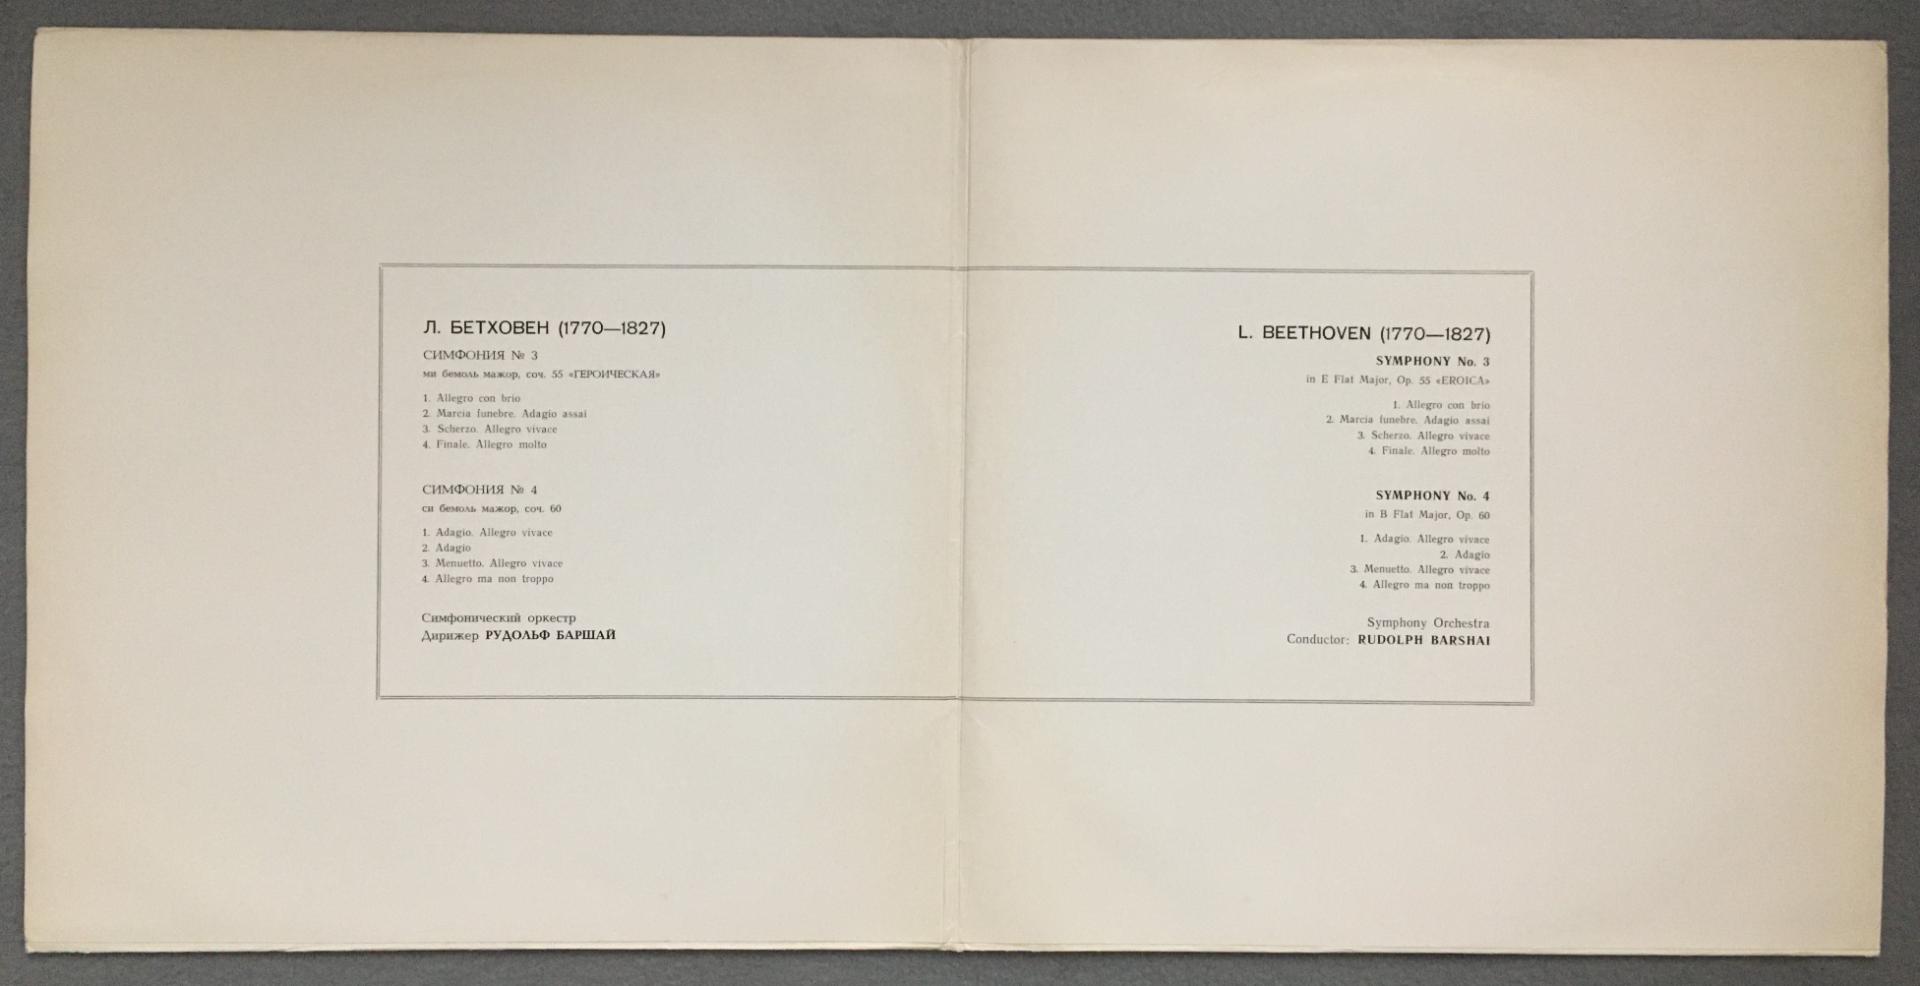 Л. БЕТХОВЕН (1770—1827)
СИМФОНИЯ № 3
ми бемоль мажор, соч. 55 «ГЕРОИЧЕСКАЯ»
1. Allegro con brio
2. Marcia funebre. Adagio assai
3. Scherzo. Allegro vivace
4. Finale. Allegro molto
СИМФОНИЯ № 4
си бемоль мажор, соч. 60
1. Adagio. Allegro vivace
2. Adagio
3. Menuetto. Allegro vivace
4. Allegro ma non troppo
Симфонический оркестр
Дирижер РУДОЛЬФ БАРШАЙ
L. BEETHOVEN (1770—1827)
SYMPHONY No. 3
in E Flat Major, Op. 55 «EROICA»
1. Allegro con brio
2. Marcia funebre. Adagio assai
3. Scherzo. Allegro vivace
4. Finale. Allegro molto
SYMPHONY No. 4
in B Flat Major, Op. 60
1. Adagio. Allegro vivace
2. Adagio
3. Menuetto. Allegro vivace
4. Allegro ma non troppo
Symphony Orchestra
Conductor: RUDOLPH BARSHAI